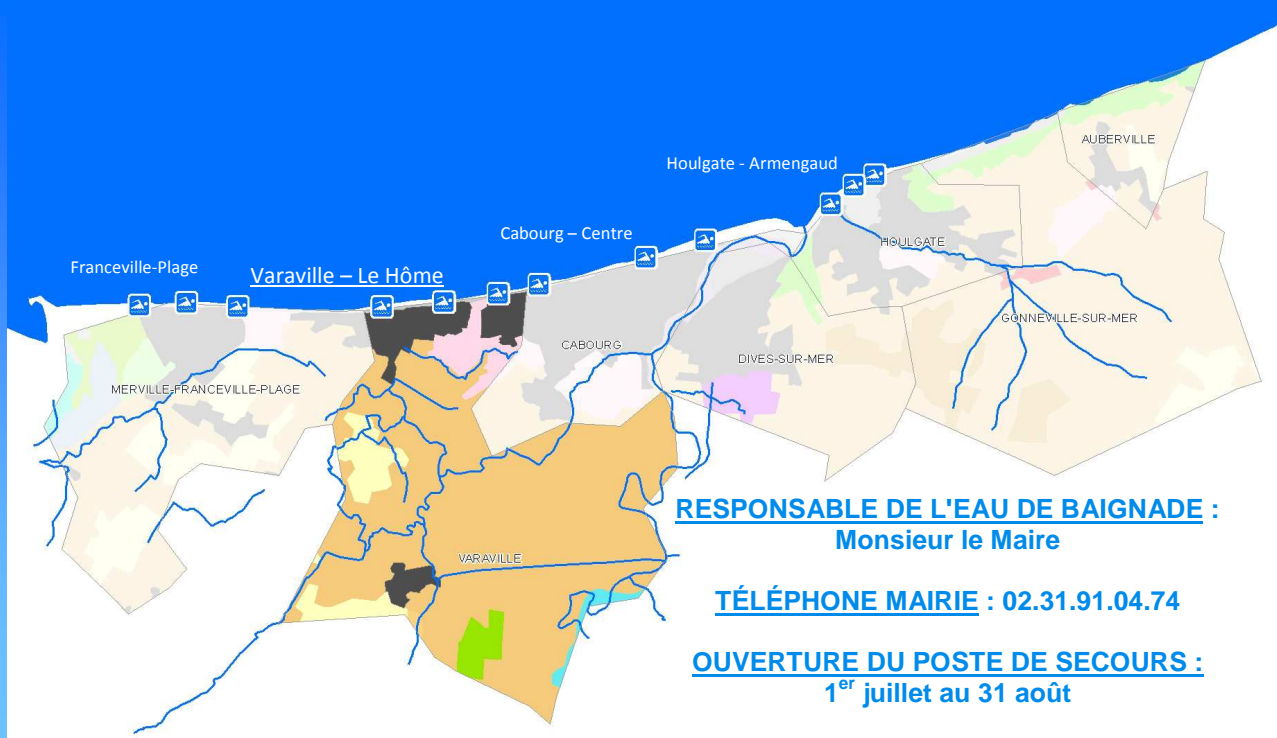 AUBERVILLE
Houlgate - Armengaud
Cabourg – Centre
HOULGATE
Franceville-Plage
Varaville – Le Hôme
GONNEVILLE-SUR-MER
CABOURG
DIVES-SUR-MER
MERVILLE-FRANCEVILLE-PLAGE
VARAVILLE
RESPONSABLE DE L'EAU DE BAIGNADE :
Monsieur le Maire
TÉLÉPHONE MAIRIE : 02.31.91.04.74
OUVERTURE DU POSTE DE SECOURS :
1er juillet au 31 août